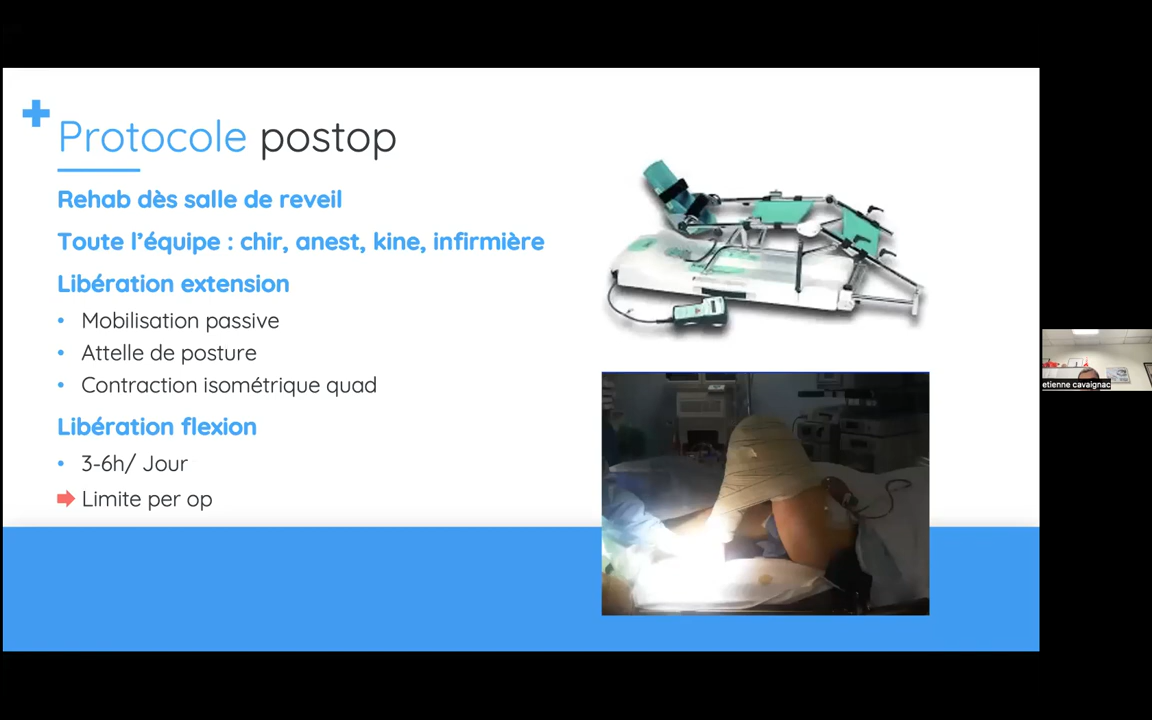 Protocole postop
Rehab dès salle de reveil
Toute l'équipe : chir, anest, kine, infirmière
Libération extension
• Mobilisation passive
• Attelle de posture
• Contraction isométrique quad
Libération flexion
• 3-6h/ Jour
Limite per op
etienne cavaignac